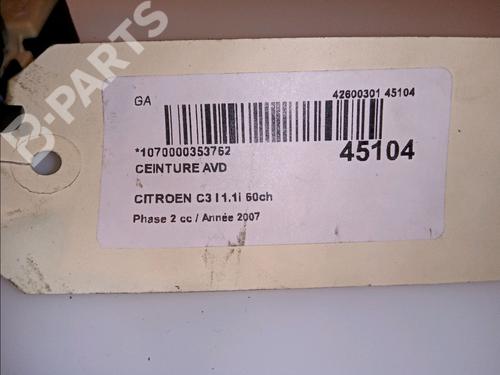 B-PARTS
GA
42600301 45104
*1070000353762
45104
CEINTURE AVD
CITROEN C3 I 1.1i 60ch
Phase 2 cc / Année 2007